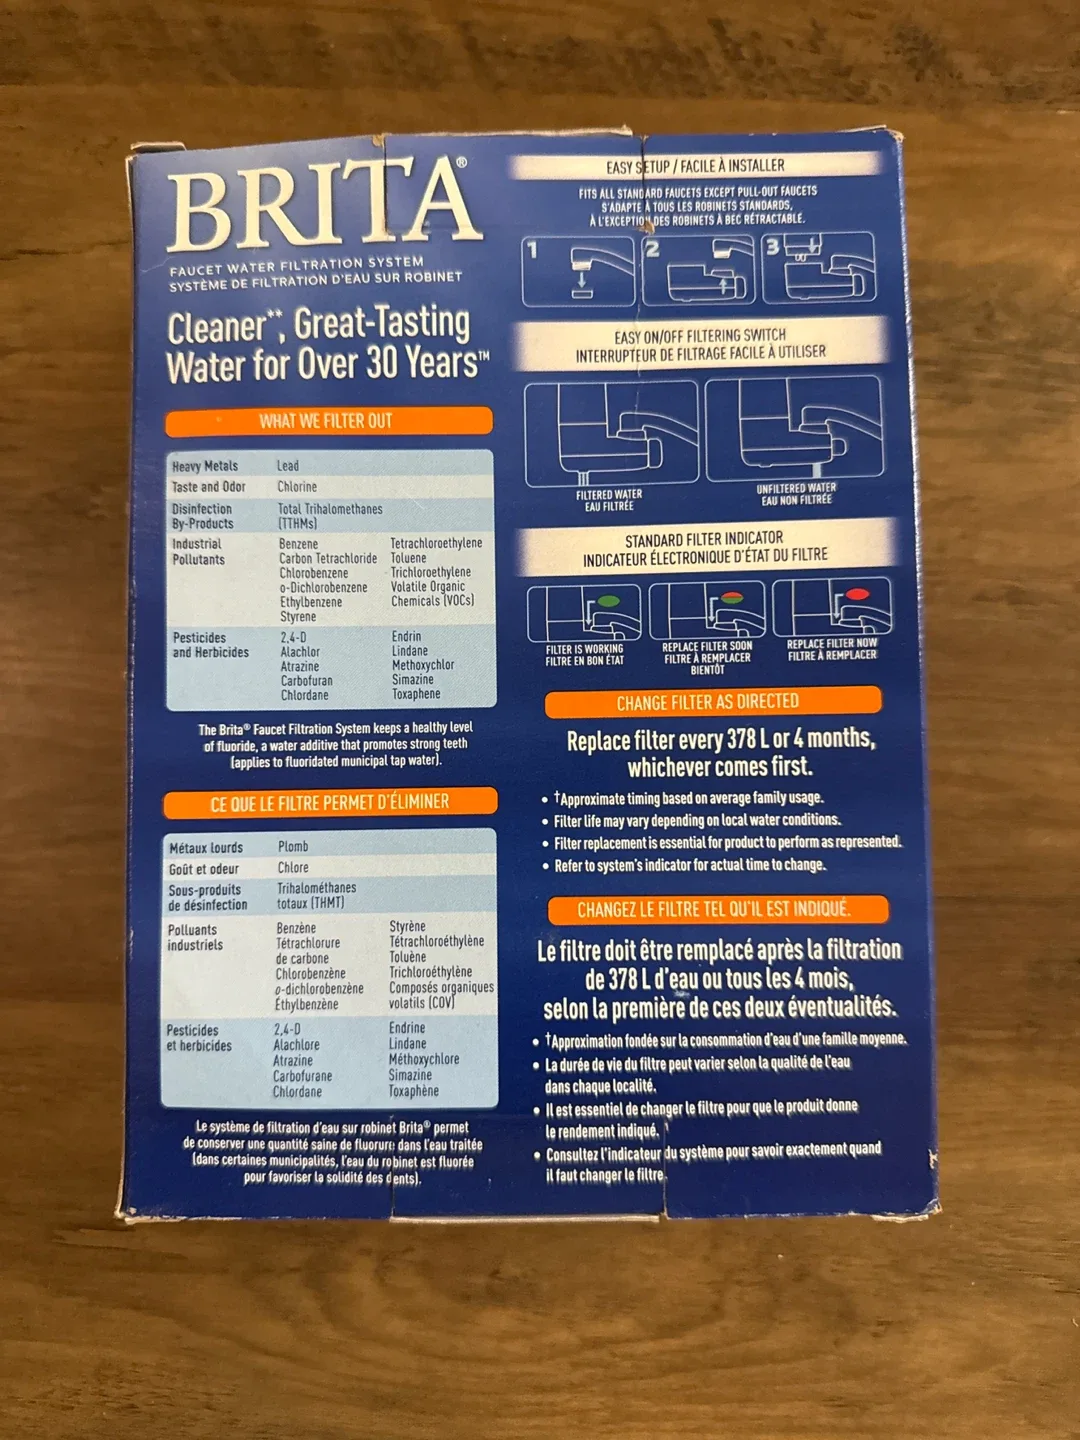 BRITA®
FAUCET WATER FILTRATION SYSTEM
SYSTÈME DE FILTRATION D'EAU SUR ROBINET
Cleaner**, Great-Tasting
Water for Over 30 Years™
WHAT WE FILTER OUT
Heavy Metals Lead
Taste and Odor Chlorine
Disinfection Total Trihalomethanes
By-Products (TTHMs)
Industrial Benzene Tetrachloroethylene
Pollutants Carbon Tetrachloride Toluene
Chlorobenzene Trichloroethylene
o-Dichlorobenzene Volatile Organic
Ethylbenzene Chemicals (VOCs)
Styrene
Pesticides 2,4-D Endrin
and Herbicides Alachlor Lindane
Atrazine Methoxychlor
Carbofuran Simazine
Chlordane Toxaphene
The Brita® Faucet Filtration System keeps a healthy level
of fluoride, a water additive that promotes strong teeth
(applies to fluoridated municipal tap water).
CE QUE LE FILTRE PERMET D'ÉLIMINER
Métaux lourds Plomb
Goût et odeur Chlore
Sous-produits Trihalométhanes
de désinfection totaux (THMT)
Polluants Benzène Styrène
industriels Tétrachlorure Tétrachloroéthylène
de carbone Toluène
Chlorobenzène Trichloroéthylène
o-dichlorobenzène Composés organiques
Éthylbenzène volatils (COV)
Pesticides 2,4-D Endrine
et herbicides Alachlore Lindane
Atrazine Méthoxychlore
Carbofurane Simazine
Chlordane Toxaphène
Le système de filtration d'eau sur robinet Brita® permet
de conserver une quantité saine de fluorure dans l'eau traitée
(dans certaines municipalités, l'eau du robinet est fluorée
pour favoriser la solidité des dents).
EASY SETUP / FACILE À INSTALLER
FITS ALL STANDARD FAUCETS EXCEPT PULL-OUT FAUCETS
S'ADAPTE À TOUS LES ROBINETS STANDARDS,
À L'EXCEPTION DES ROBINETS À BEC RÉTRACTABLE.
1 2 3
EASY ON/OFF FILTERING SWITCH
INTERRUPTEUR DE FILTRAGE FACILE À UTILISER
FILTERED WATER UNFILTERED WATER
EAU FILTRÉE EAU NON FILTRÉE
STANDARD FILTER INDICATOR
INDICATEUR ÉLECTRONIQUE D'ÉTAT DU FILTRE
FILTER IS WORKING REPLACE FILTER SOON REPLACE FILTER NOW
FILTRE EN BON ÉTAT FILTRE À REMPLACER FILTRE À REMPLACER
BIENTÔT
CHANGE FILTER AS DIRECTED
Replace filter every 378 L or 4 months,
whichever comes first.
• †Approximate timing based on average family usage.
• Filter life may vary depending on local water conditions.
• Filter replacement is essential for product to perform as represented.
• Refer to system's indicator for actual time to change.
CHANGEZ LE FILTRE TEL QU'IL EST INDIQUÉ.
Le filtre doit être remplacé après la filtration
de 378 L d'eau ou tous les 4 mois,
selon la première de ces deux éventualités.
• †Approximation fondée sur la consommation d'eau d'une famille moyenne.
• La durée de vie du filtre peut varier selon la qualité de l'eau
dans chaque localité.
• Il est essentiel de changer le filtre pour que le produit donne
le rendement indiqué.
• Consultez l'indicateur du système pour savoir exactement quand
il faut changer le filtre.